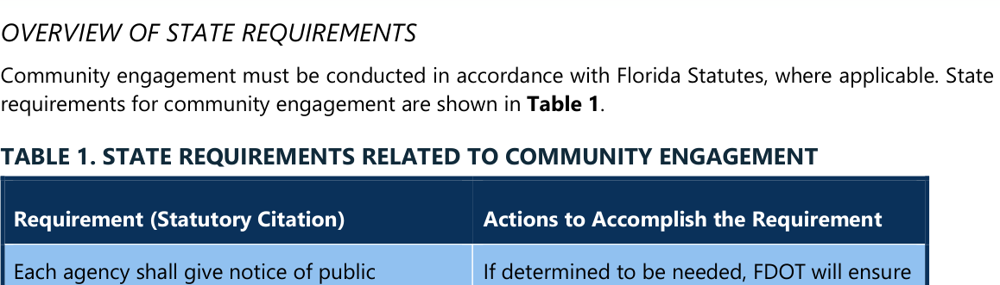 OVERVIEW OF STATE REQUIREMENTS
Community engagement must be conducted in accordance with Florida Statutes, where applicable. State
requirements for community engagement are shown in Table 1.
TABLE 1. STATE REQUIREMENTS RELATED TO COMMUNITY ENGAGEMENT
Requirement (Statutory Citation)
Actions to Accomplish the Requirement
Each agency shall give notice of public
If determined to be needed, FDOT will ensure